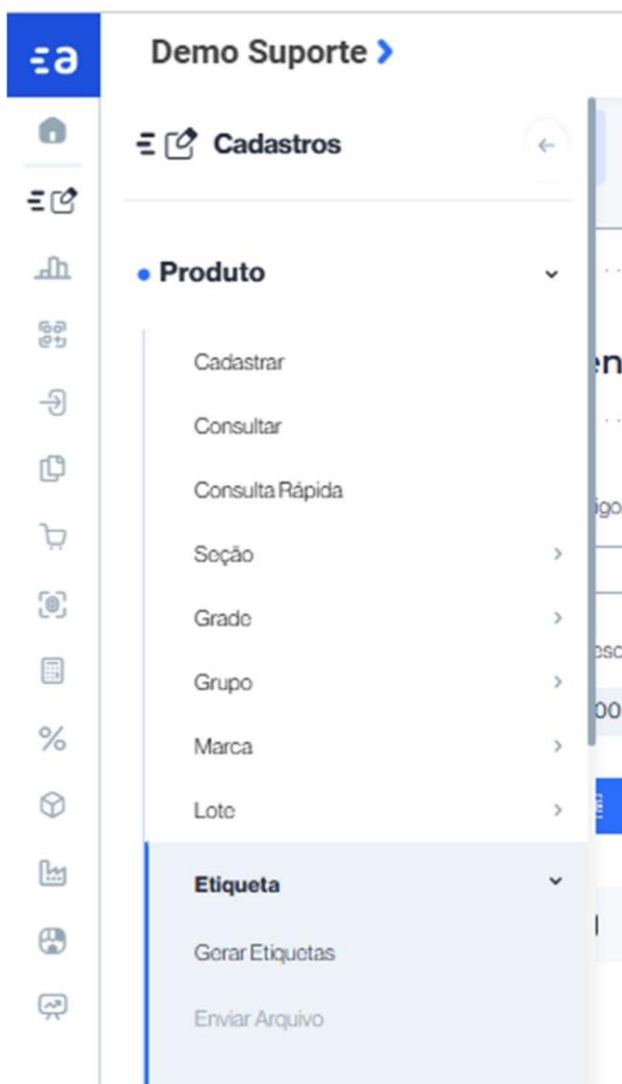 Demo Suporte
Cadastros
Produto
Cadastrar
Consultar
Consulta Rápida
Seção
Grade
Grupo
Marca
Lote
Etiqueta
Gerar Etiquetas
Enviar Arquivo